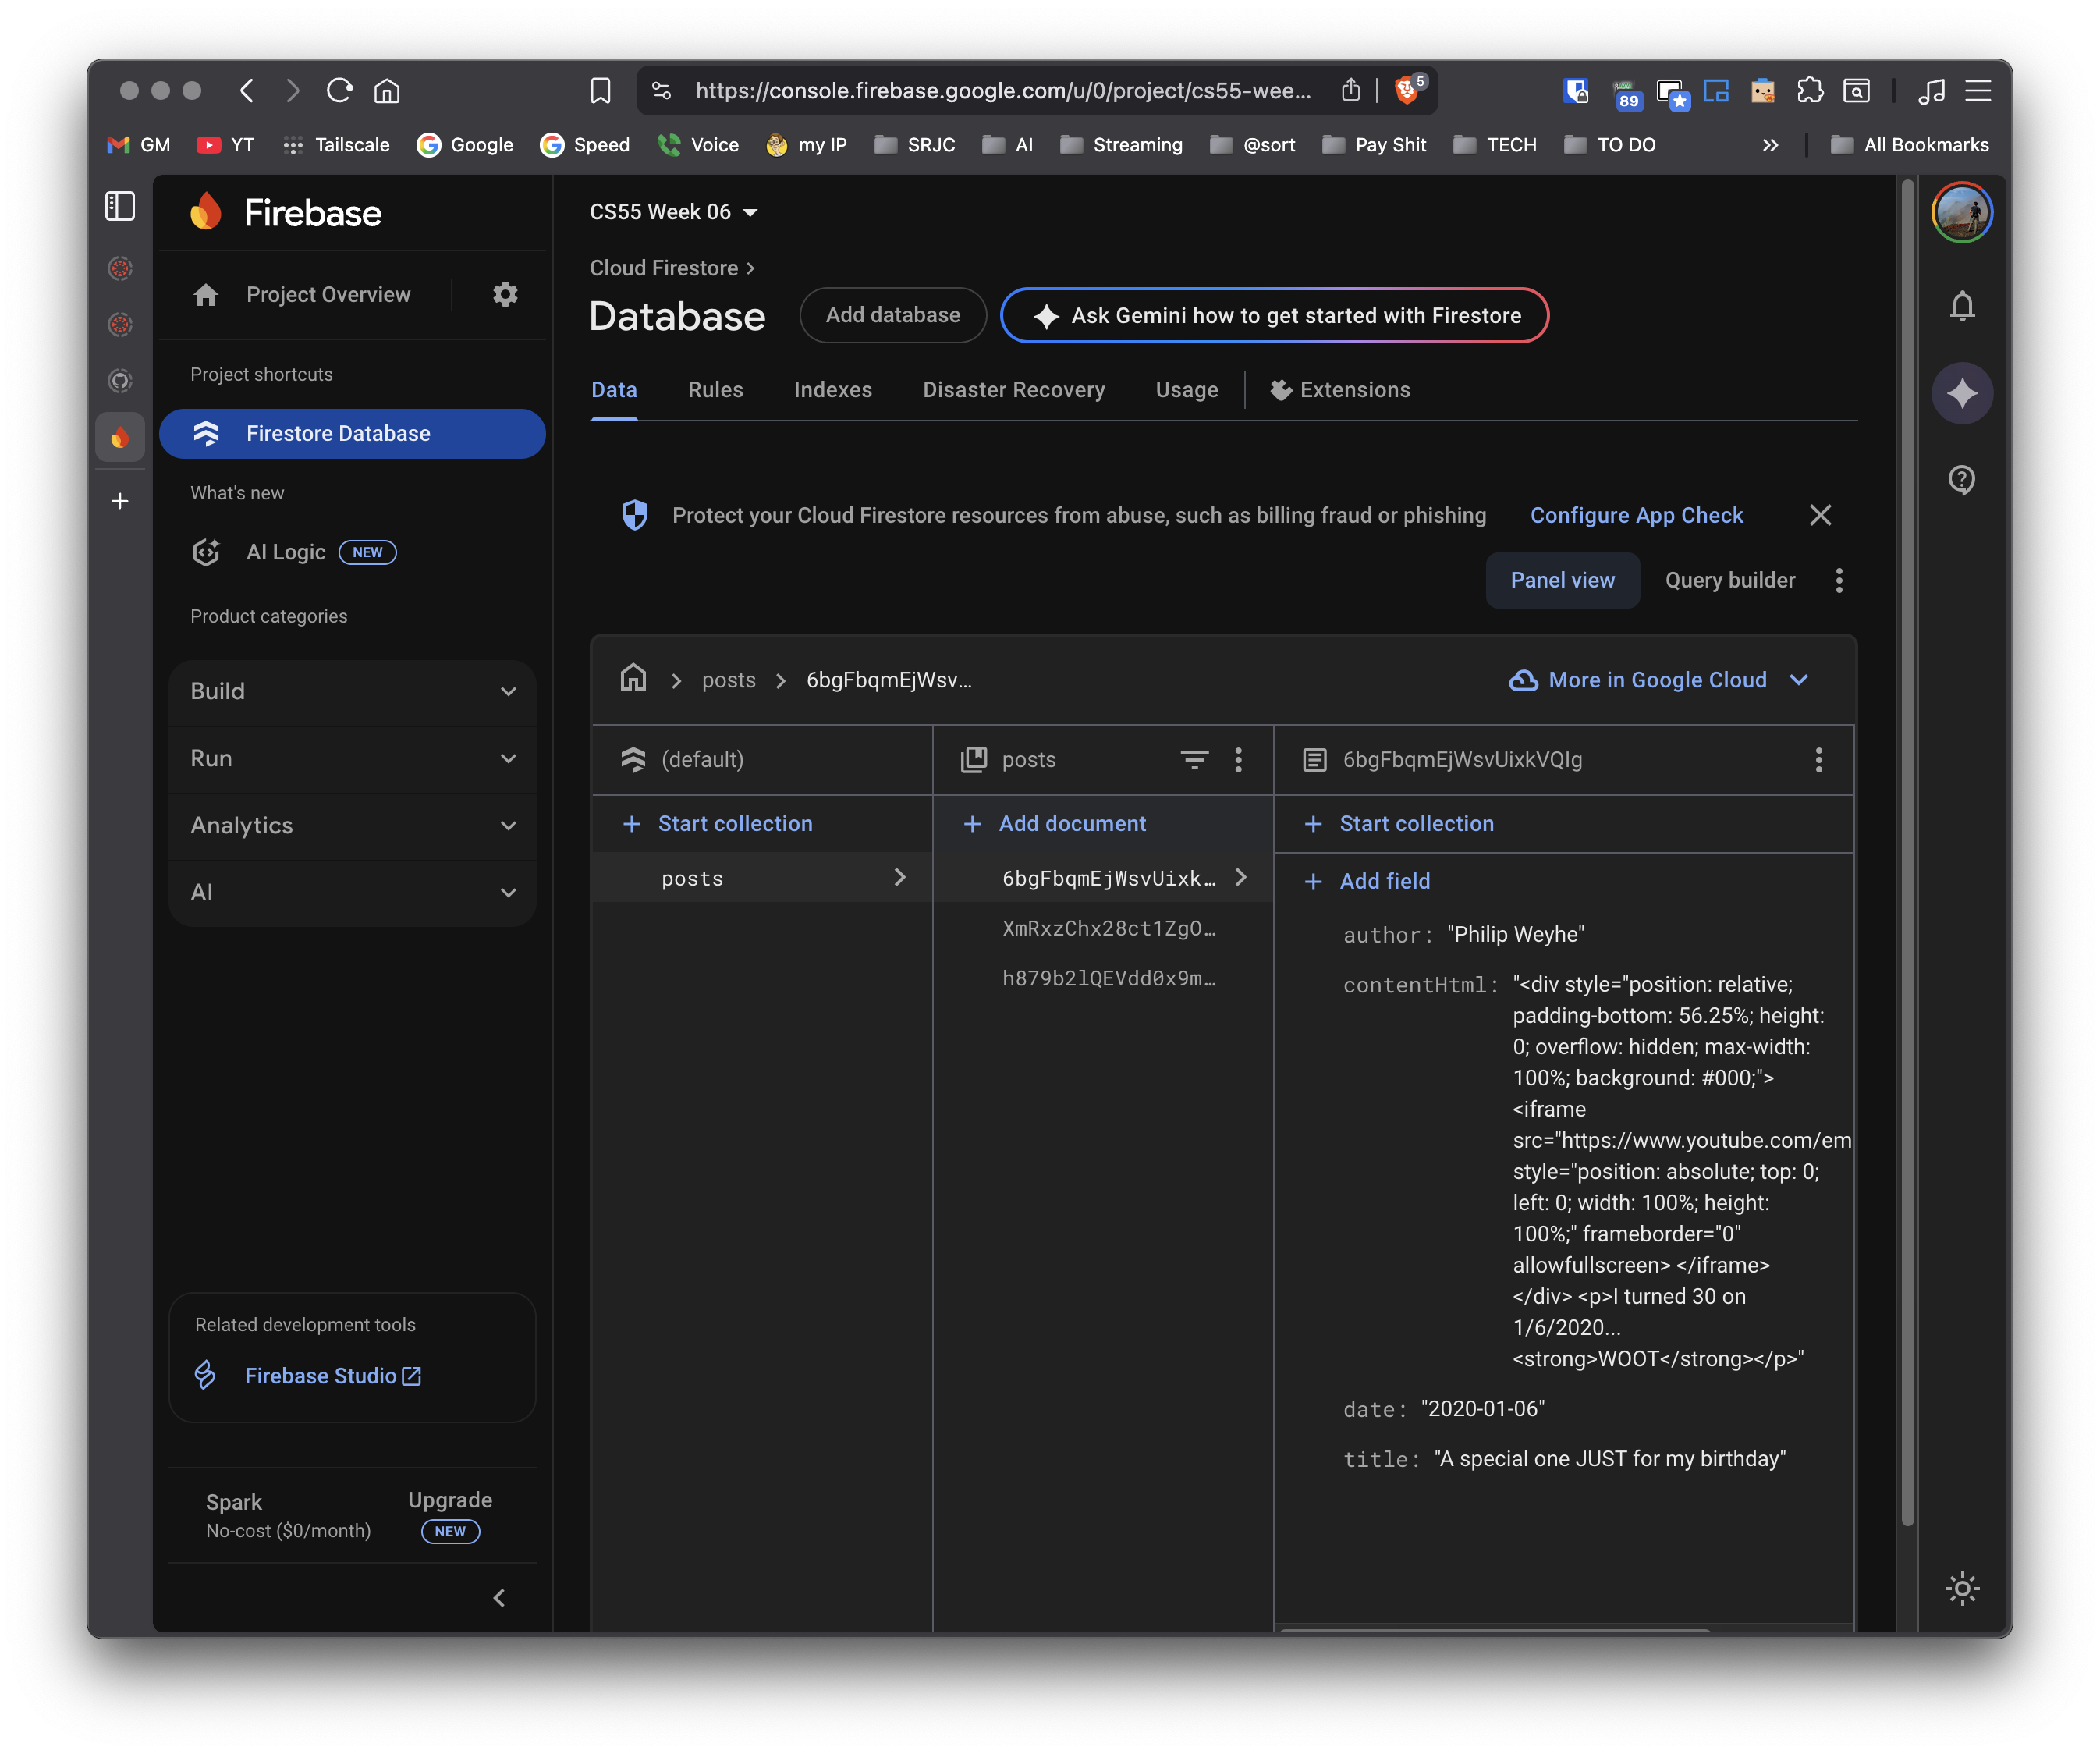 https://console.firebase.google.com/u/0/project/cs55-wee...
5
89
GM
YT
Tailscale
Google
Speed
Voice
my IP
SRJC
AI
Streaming
@sort
Pay Shit
TECH
TO DO
All Bookmarks
Firebase
Project Overview
Project shortcuts
Firestore Database
What's new
AI Logic NEW
Product categories
Build
Run
Analytics
AI
Related development tools
Firebase Studio
Spark
No-cost ($0/month)
Upgrade
NEW
CS55 Week 06
Cloud Firestore
Database
Add database
Ask Gemini how to get started with Firestore
Data
Rules
Indexes
Disaster Recovery
Usage
Extensions
Protect your Cloud Firestore resources from abuse, such as billing fraud or phishing
Configure App Check
Panel view
Query builder
posts
6bgFbqmEjWsv...
More in Google Cloud
(default)
Start collection
posts
posts
Add document
6bgFbqmEjWsvUixk…
XmRxzChx28ct1ZgO…
h879b2lQEVdd0x9m…
6bgFbqmEjWsvUixkVQIg
Start collection
Add field
author: "Philip Weyhe"
contentHtml: "<div style="position: relative;
padding-bottom: 56.25%; height:
0; overflow: hidden; max-width:
100%; background: #000;">
<iframe
src="https://www.youtube.com/em
style="position: absolute; top: 0;
left: 0; width: 100%; height:
100%;" frameborder="0"
allowfullscreen> </iframe>
</div> <p>I turned 30 on
1/6/2020...
<strong>WOOT</strong></p>"
date: "2020-01-06"
title: "A special one JUST for my birthday"